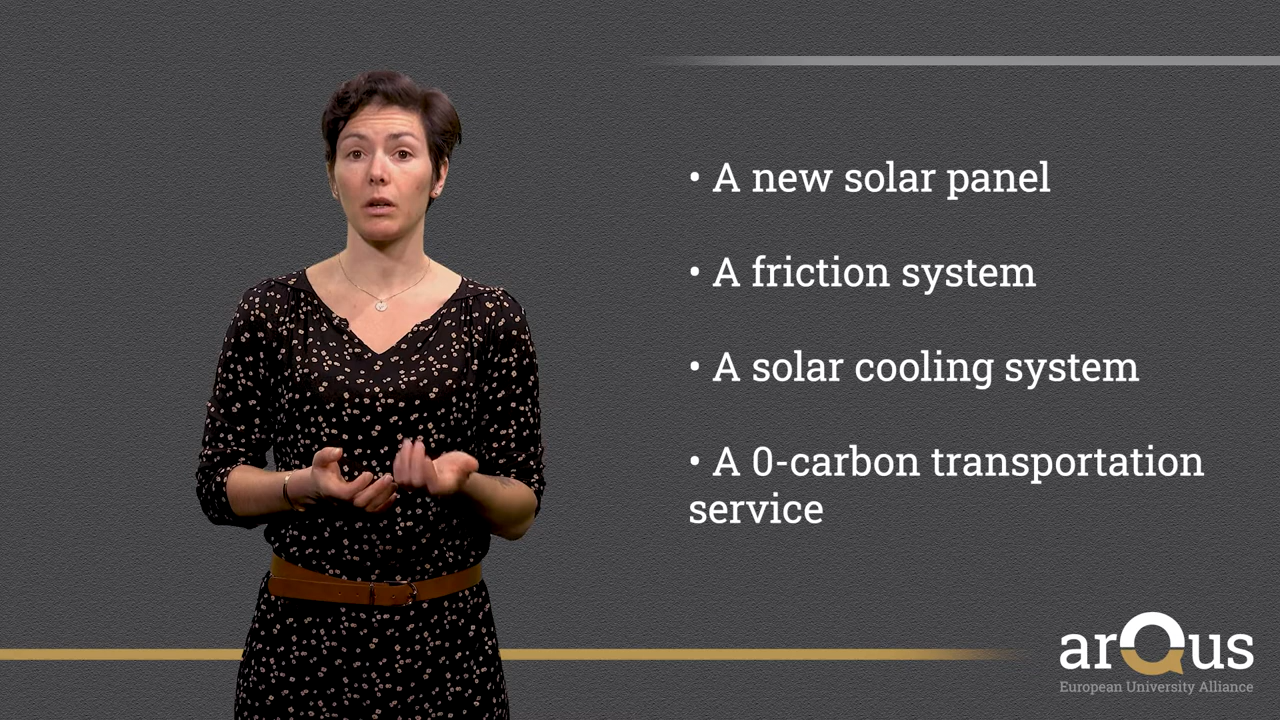 • A new solar panel
• A friction system
• A solar cooling system
• A 0-carbon transportation
service
arQus
European University Alliance